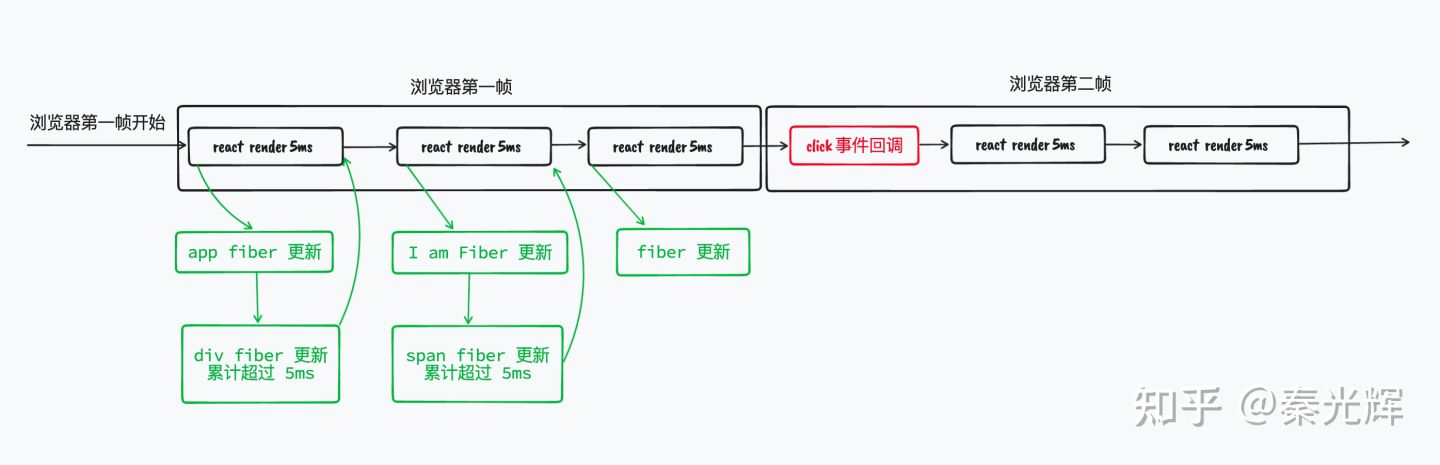 浏览器第一帧
浏览器第二帧
浏览器第一帧开始
react render 5ms
react render 5ms
react render 5ms
click 事件回调
react render 5ms
react render 5ms
app fiber 更新
I am Fiber 更新
fiber 更新
div fiber 更新
累计超过 5ms
span fiber 更新
累计超过 5ms
知乎 @秦光辉